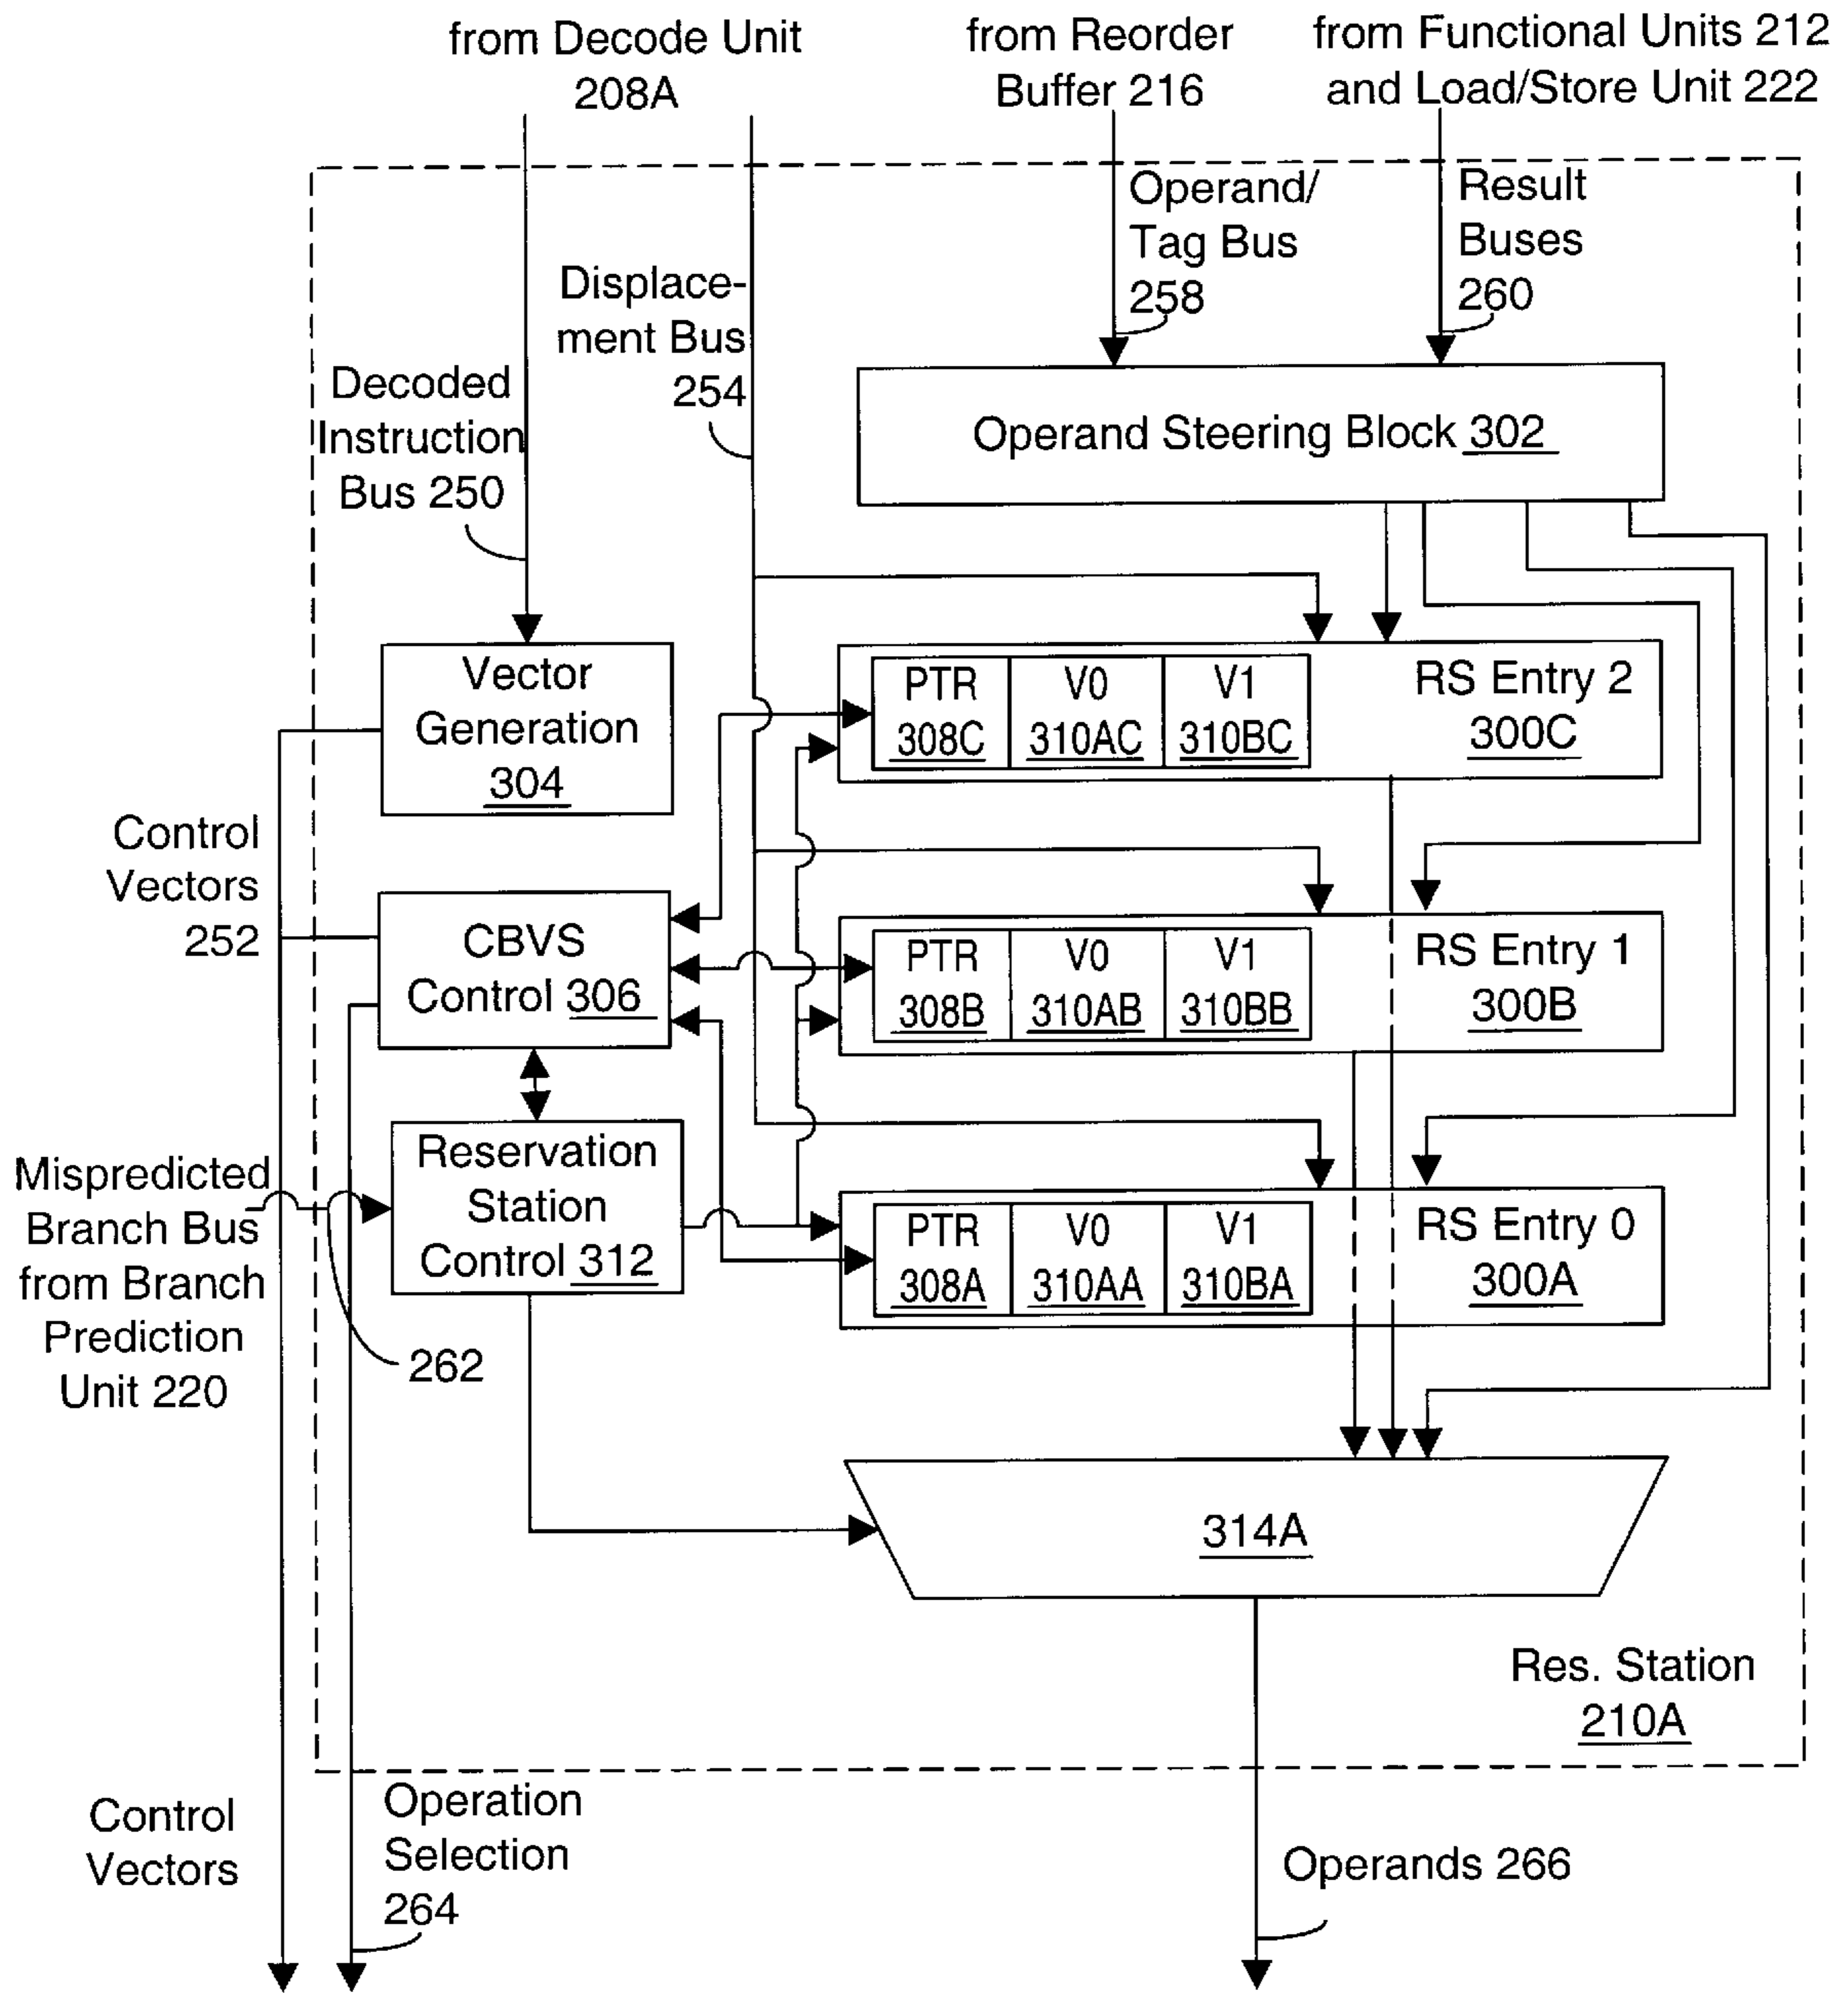 from Decode Unit
208A
from Reorder
Buffer 216
from Functional Units 212
and Load/Store Unit 222
Operand/
Tag Bus
258
Result
Buses
260
Displace-
ment Bus
254
Decoded
Instruction
Bus 250
Operand Steering Block 302
Vector
Generation
304
PTR
308C
V0
310AC
V1
310BC
RS Entry 2
300C
Control
Vectors
252
CBVS
Control 306
PTR
308B
V0
310AB
V1
310BB
RS Entry 1
300B
Mispredicted
Branch Bus
from Branch
Prediction
Unit 220
262
Reservation
Station
Control 312
PTR
308A
V0
310AA
V1
310BA
RS Entry 0
300A
314A
Res. Station
210A
Control
Vectors
Operation
Selection
264
Operands 266